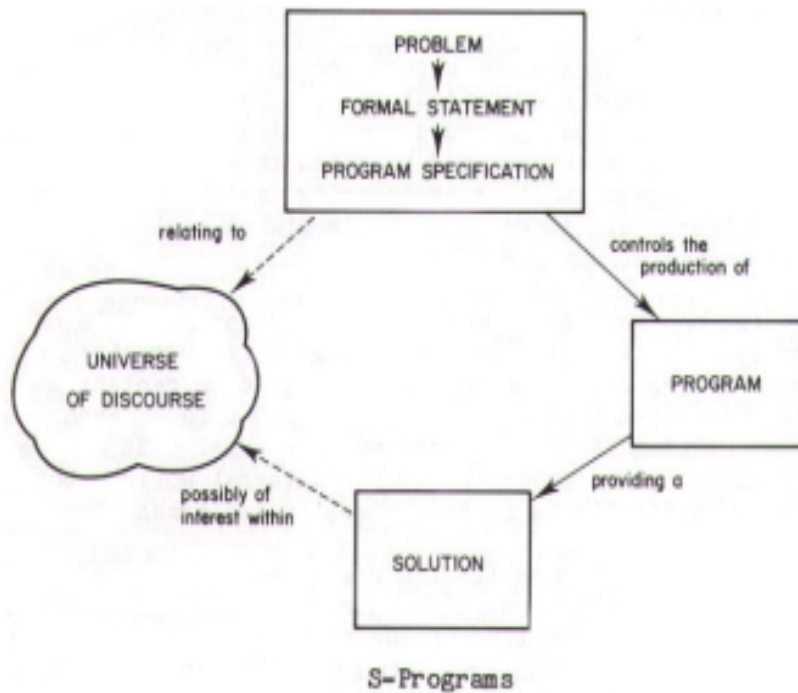 PROBLEM
FORMAL STATEMENT
PROGRAM SPECIFICATION
relating to
controls the
production of
UNIVERSE
OF DISCOURSE
PROGRAM
possibly of
interest within
providing a
SOLUTION
S-Programs